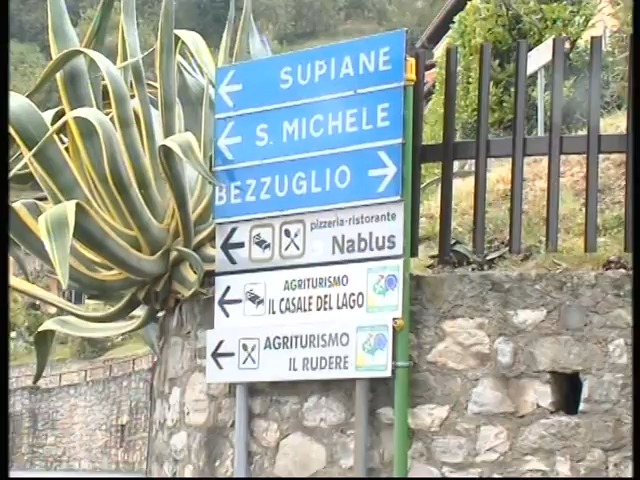 SUPIANE
S. MICHELE
BEZZUGLIO
pizzeria-ristorante
Nablus
AGRITURISMO
IL CASALE DEL LAGO
AGRITURISMO
IL RUDERE